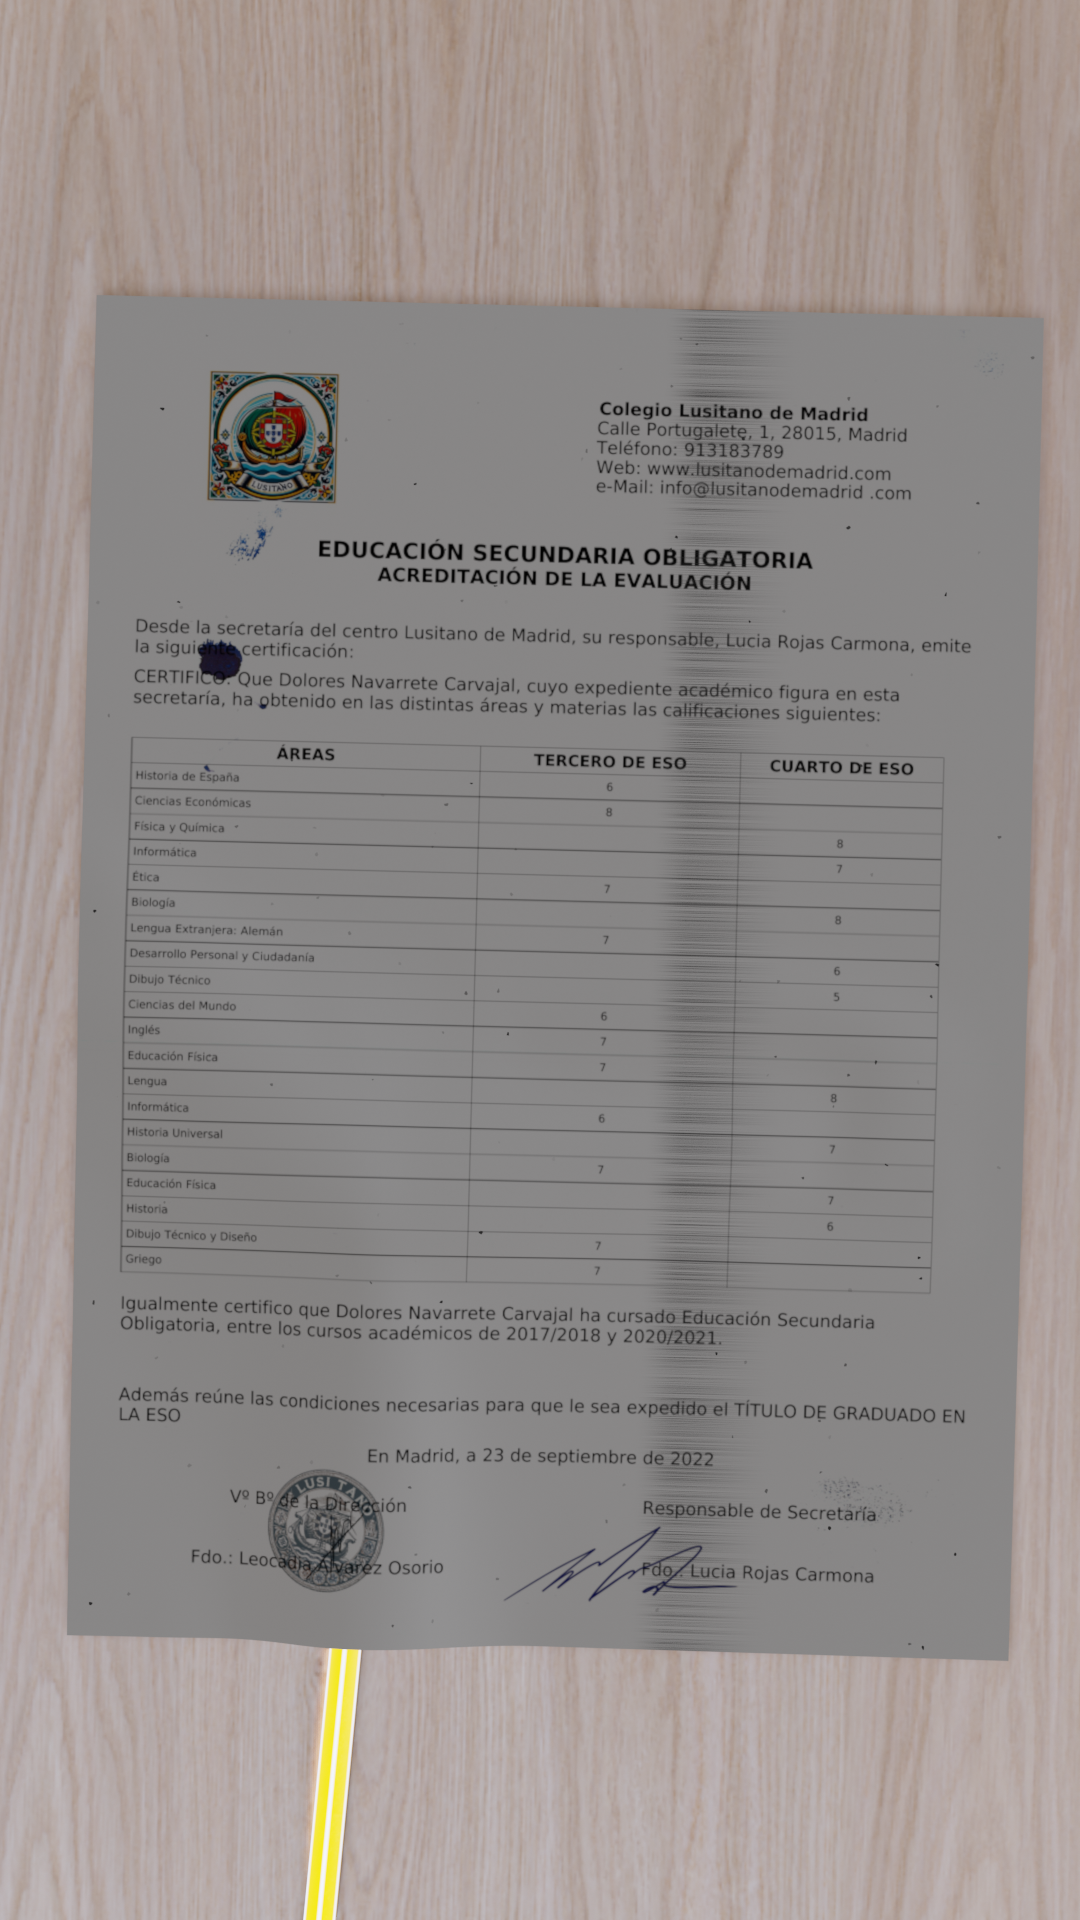 LUSITANO
Colegio Lusitano de Madrid
Calle Portugalete, 1, 28015, Madrid
Teléfono: 913183789
Web: www.lusitanodemadrid.com
e-Mail: info@lusitanodemadrid .com
EDUCACIÓN SECUNDARIA OBLIGATORIA
ACREDITACIÓN DE LA EVALUACIÓN
Desde la secretaría del centro Lusitano de Madrid, su responsable, Lucia Rojas Carmona, emite
la siguiente certificación:
CERTIFICO: Que Dolores Navarrete Carvajal, cuyo expediente académico figura en esta
secretaría, ha obtenido en las distintas áreas y materias las calificaciones siguientes:
ÁREAS TERCERO DE ESO CUARTO DE ESO
Historia de España 6
Ciencias Económicas 8
Física y Química 8
Informática 7
Ética 7
Biología 8
Lengua Extranjera: Alemán 7
Desarrollo Personal y Ciudadanía 6
Dibujo Técnico 5
Ciencias del Mundo 6
Inglés 7
Educación Física 7
Lengua 8
Informática 6
Historia Universal 7
Biología 7
Educación Física 7
Historia 6
Dibujo Técnico y Diseño 7
Griego 7
Igualmente certifico que Dolores Navarrete Carvajal ha cursado Educación Secundaria
Obligatoria, entre los cursos académicos de 2017/2018 y 2020/2021.
Además reúne las condiciones necesarias para que le sea expedido el TÍTULO DE GRADUADO EN
LA ESO
En Madrid, a 23 de septiembre de 2022
LUSITANO
Vº Bº de la Dirección Responsable de Secretaría
Fdo.: Leocadia Alvarez Osorio Fdo.: Lucia Rojas Carmona